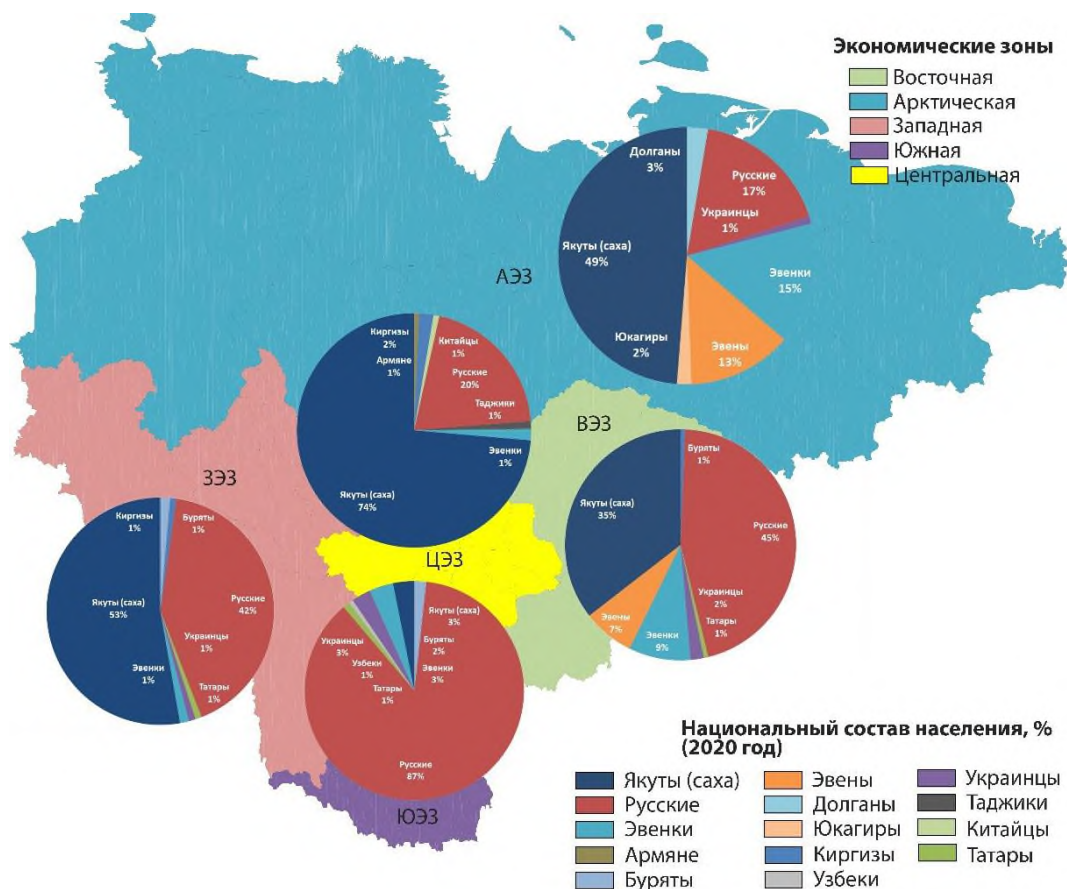 Экономические зоны
Восточная
Арктическая
Западная
Южная
Центральная
АЭЗ
Долганы
3%
Русские
17%
Украинцы
1%
Якуты (саха)
49%
Эвенки
15%
Юкагиры
2%
Эвены
13%
Киргизы
2%
Армяне
1%
Китайцы
1%
Русские
20%
Таджики
1%
Эвенки
1%
Якуты (саха)
74%
ВЭЗ
Буряты
1%
Якуты (саха)
35%
Русские
45%
Украинцы
2%
Татары
1%
Эвены
7%
Эвенки
9%
ЗЭЗ
Киргизы
1%
Буряты
1%
Якуты (саха)
53%
Русские
42%
Украинцы
1%
Эвенки
1%
Татары
1%
ЦЭЗ
Якуты (саха)
3%
Украинцы
3%
Буряты
2%
Узбеки
1%
Эвенки
3%
Татары
1%
Русские
87%
ЮЭЗ
Национальный состав населения, %
(2020 год)
Якуты (саха)
Русские
Эвенки
Армяне
Буряты
Эвены
Долганы
Юкагиры
Киргизы
Узбеки
Украинцы
Таджики
Китайцы
Татары